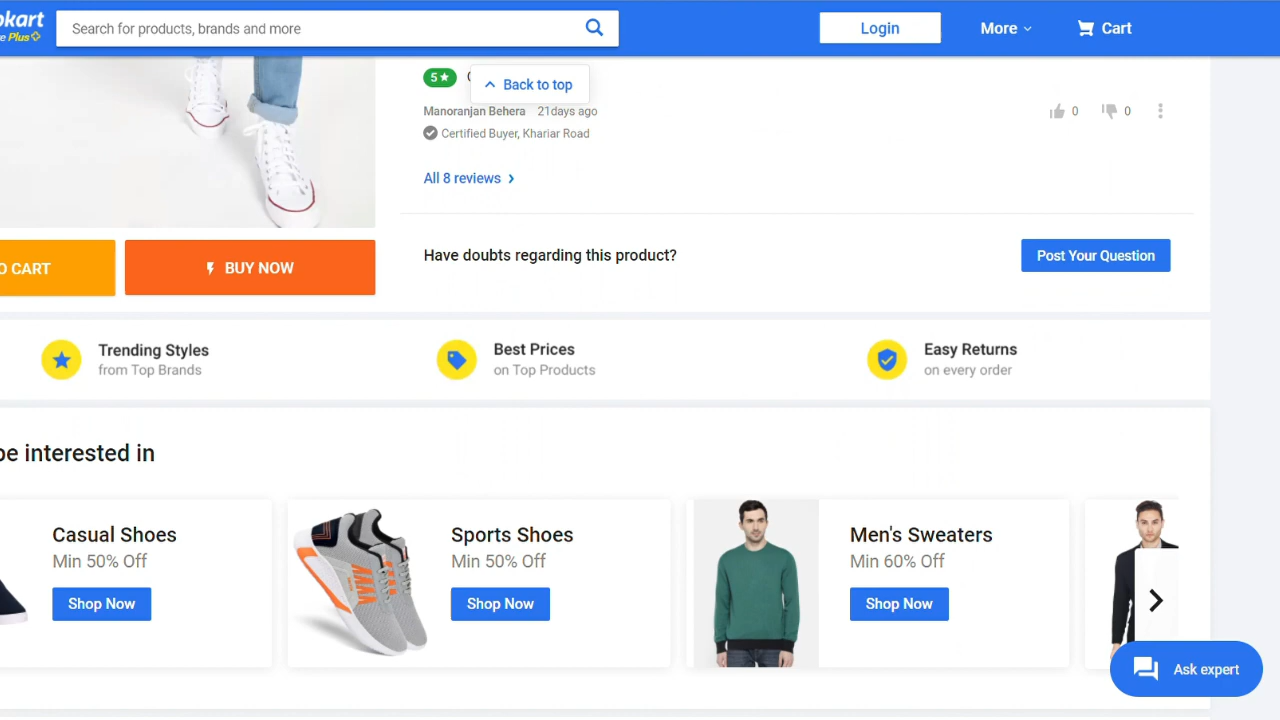 okart
Search for products, brands and more
Login
More
Cart
e Plus
5★
Back to top
Manoranjan Behera 21days ago
0
0
Certified Buyer, Khariar Road
All 8 reviews
O CART
BUY NOW
Have doubts regarding this product?
Post Your Question
Trending Styles
from Top Brands
Best Prices
on Top Products
Easy Returns
on every order
be interested in
Casual Shoes
Min 50% Off
Shop Now
Sports Shoes
Min 50% Off
Shop Now
Men's Sweaters
Min 60% Off
Shop Now
Ask expert